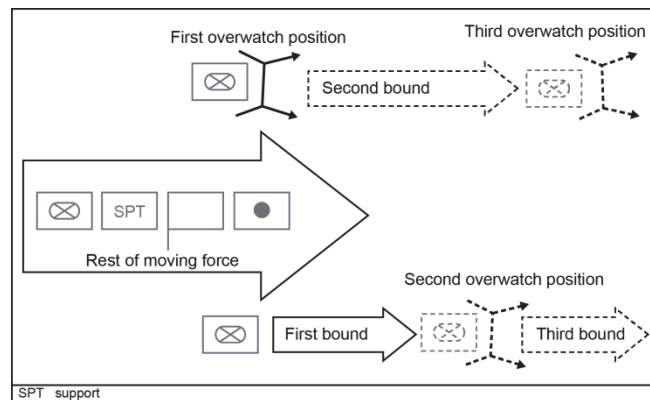 First overwatch position
Third overwatch position
Second bound
SPT
Rest of moving force
Second overwatch position
First bound
Third bound
SPT support